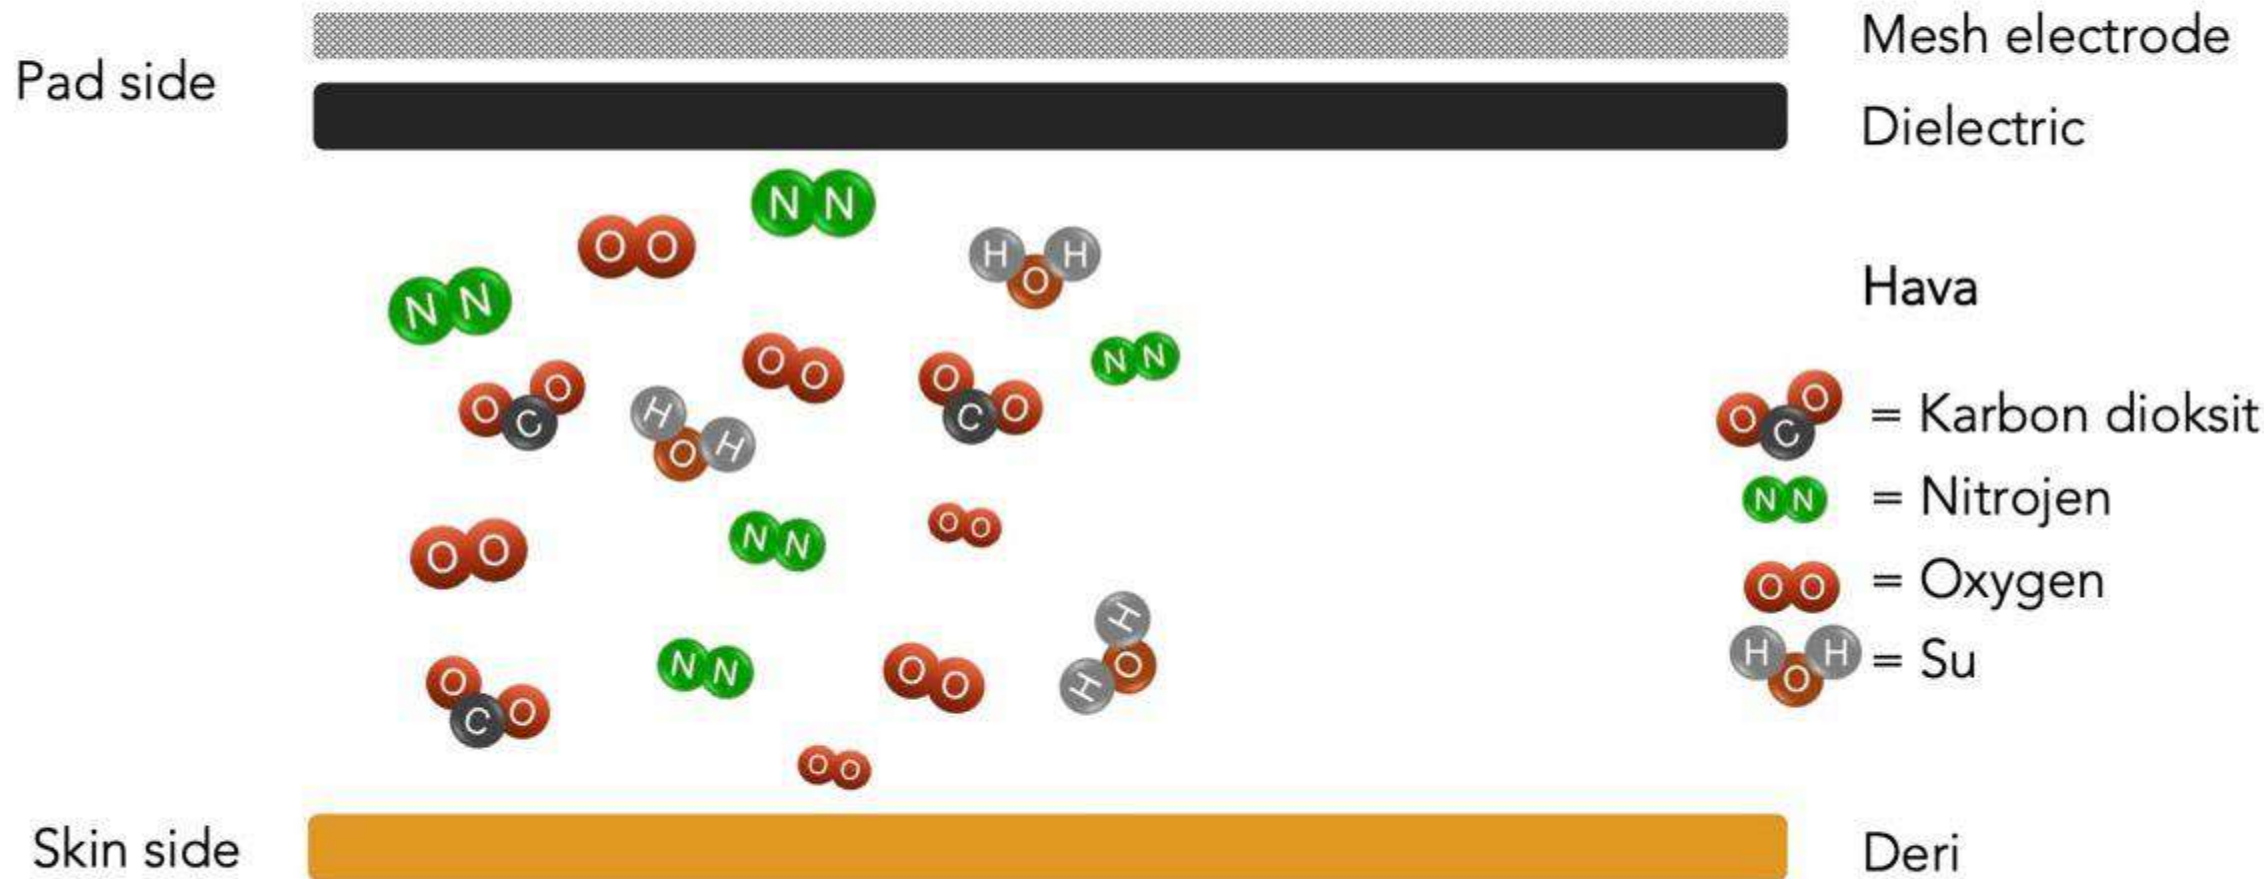 Mesh electrode
Pad side
Dielectric
N N
O O
H H
O
N N
Hava
O O
N N
O O
C
O O
C
H H
O
O O
C
= Karbon dioksit
N N
= Nitrojen
O O
N N
O O
O O
= Oxygen
H
O
H
H H
O
= Su
O O
C
N N
O O
O O
Skin side
Deri